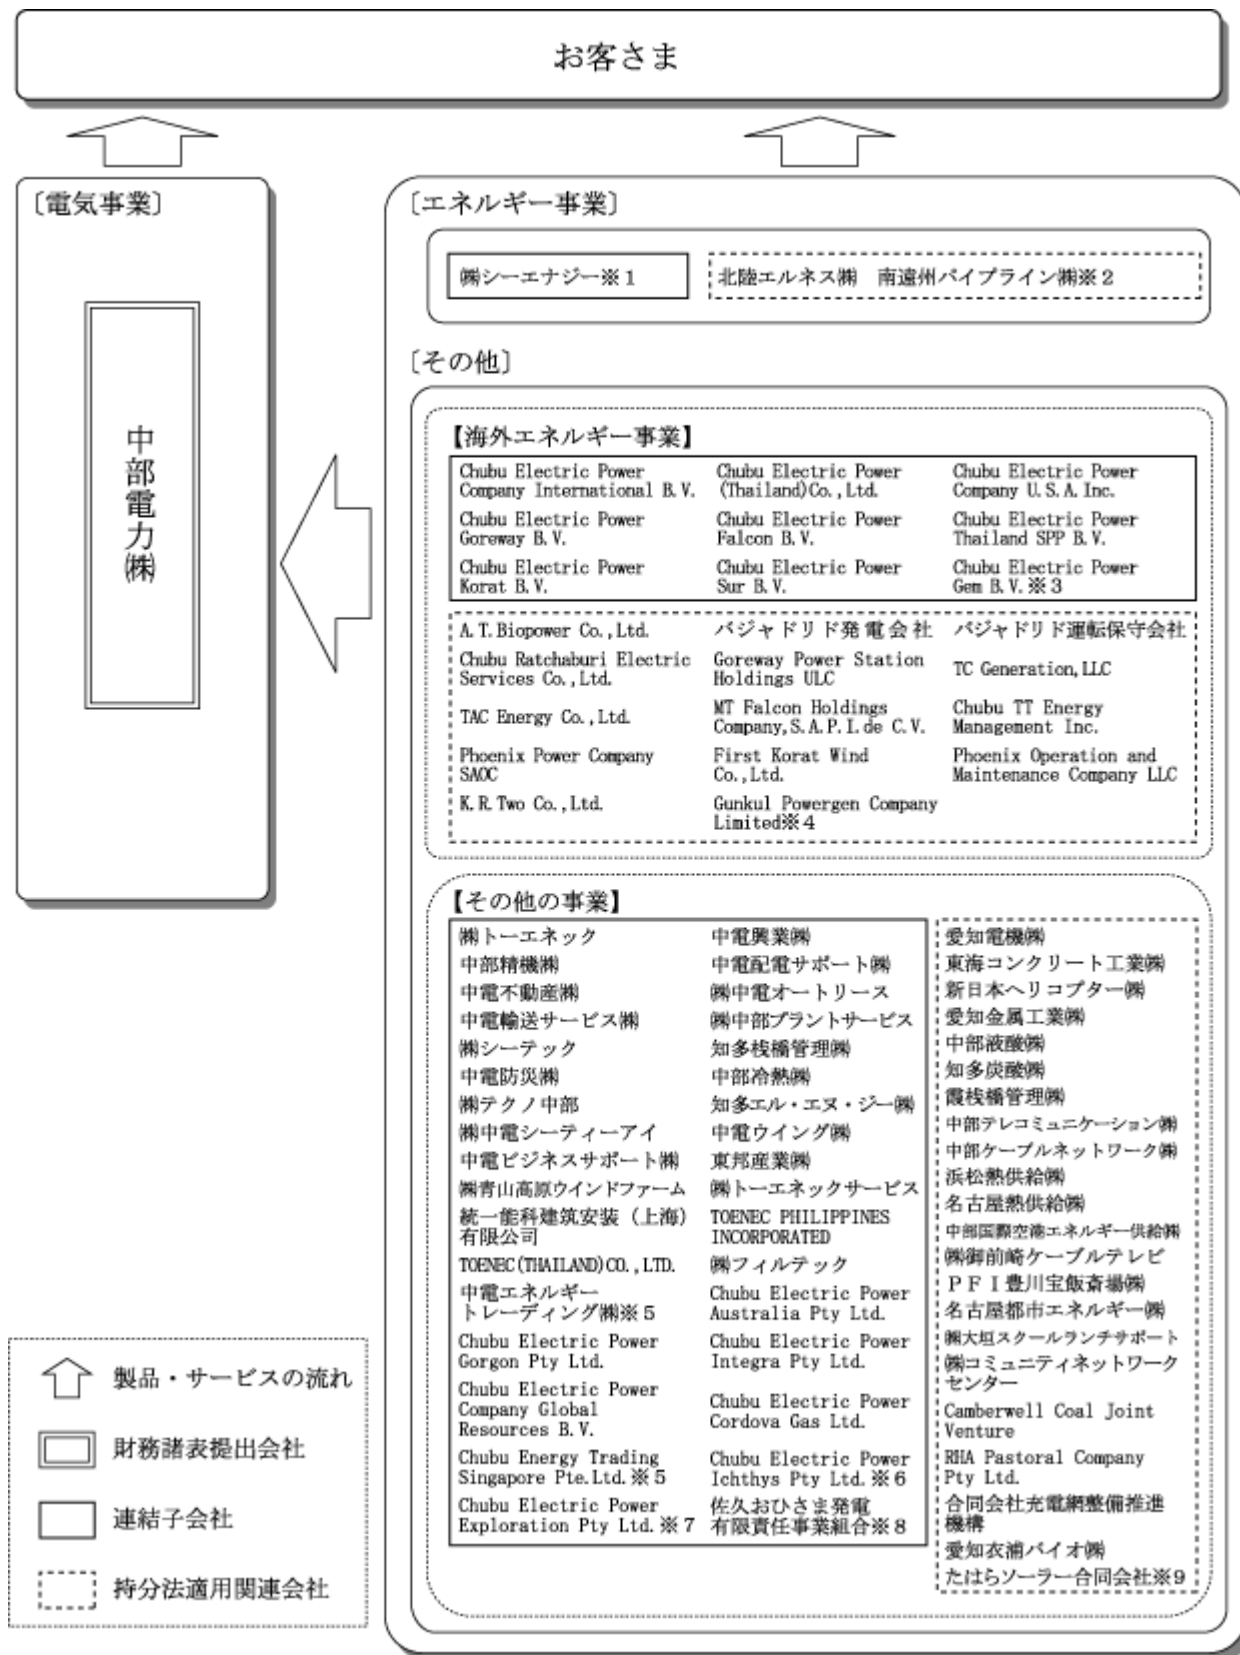 お客さま
〔電気事業〕
中部電力㈱
〔エネルギー事業〕
㈱シーエナジー※1
北陸エルネス㈱　南遠州パイプライン㈱※2
〔その他〕
【海外エネルギー事業】
Chubu Electric Power
Company International B.V.
Chubu Electric Power
(Thailand)Co.,Ltd.
Chubu Electric Power
Company U.S.A.Inc.
Chubu Electric Power
Goreway B.V.
Chubu Electric Power
Falcon B.V.
Chubu Electric Power
Thailand SPP B.V.
Chubu Electric Power
Korat B.V.
Chubu Electric Power
Sur B.V.
Chubu Electric Power
Gem B.V.※3
A.T.Biopower Co.,Ltd.
バジャドリド発電会社
バジャドリド運転保守会社
Chubu Ratchaburi Electric
Services Co.,Ltd.
Goreway Power Station
Holdings ULC
TC Generation,LLC
TAC Energy Co.,Ltd.
MT Falcon Holdings
Company,S.A.P.I.de C.V.
Chubu TT Energy
Management Inc.
Phoenix Power Company
SAOC
First Korat Wind
Co.,Ltd.
Phoenix Operation and
Maintenance Company LLC
K.R.Two Co.,Ltd.
Gunkul Powergen Company
Limited※4
【その他の事業】
㈱トーエネック
中部精機㈱
中電不動産㈱
中電輸送サービス㈱
㈱シーテック
中電防災㈱
㈱テクノ中部
㈱中電シーティーアイ
中電ビジネスサポート㈱
㈱青山高原ウインドファーム
統一能科建筑安装（上海）
有限公司
TOENEC(THAILAND)CO.,LTD.
中電エネルギー
トレーディング㈱※5
Chubu Electric Power
Gorgon Pty Ltd.
Chubu Electric Power
Company Global
Resources B.V.
Chubu Energy Trading
Singapore Pte.Ltd.※5
Chubu Electric Power
Exploration Pty Ltd.※7
中電興業㈱
中電配電サポート㈱
㈱中電オートリース
㈱中部プラントサービス
知多桟橋管理㈱
中部冷熱㈱
知多エル・エヌ・ジー㈱
中電ウイング㈱
東邦産業㈱
㈱トーエネックサービス
TOENEC PHILIPPINES
INCORPORATED
㈱フィルテック
Chubu Electric Power
Australia Pty Ltd.
Chubu Electric Power
Integra Pty Ltd.
Chubu Electric Power
Cordova Gas Ltd.
Chubu Electric Power
Ichthys Pty Ltd.※6
佐久おひさま発電
有限責任事業組合※8
愛知電機㈱
東海コンクリート工業㈱
新日本ヘリコプター㈱
愛知金属工業㈱
中部液酸㈱
知多炭酸㈱
霞桟橋管理㈱
中部テレコミュニケーション㈱
中部ケーブルネットワーク㈱
浜松熱供給㈱
名古屋熱供給㈱
中部国際空港エネルギー供給㈱
㈱御前崎ケーブルテレビ
ＰＦＩ豊川宝飯斎場㈱
名古屋都市エネルギー㈱
㈱大垣スクールランチサポート
㈱コミュニティネットワーク
センター
Camberwell Coal Joint
Venture
RHA Pastoral Company
Pty Ltd.
合同会社充電網整備推進
機構
愛知衣浦バイオ㈱
たはらソーラー合同会社※9
製品・サービスの流れ
財務諸表提出会社
連結子会社
持分法適用関連会社